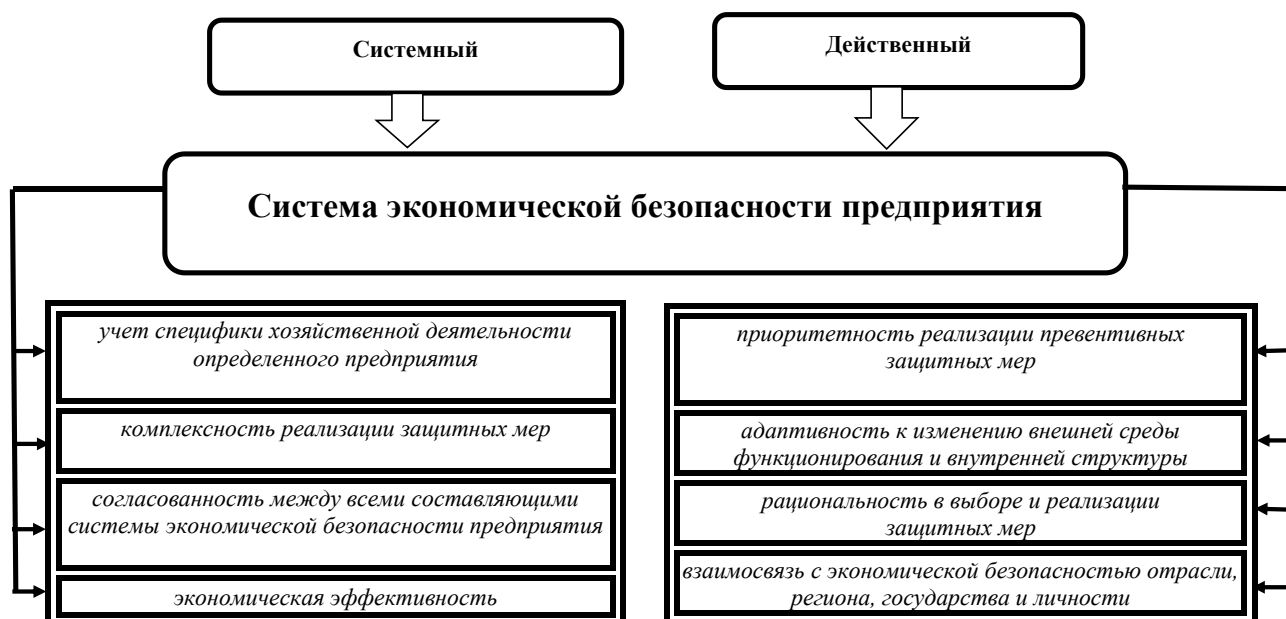 Системный
Действенный
Система экономической безопасности предприятия
учет специфики хозяйственной деятельности
определенного предприятия
комплексность реализации защитных мер
согласованность между всеми составляющими
системы экономической безопасности предприятия
экономическая эффективность
приоритетность реализации превентивных
защитных мер
адаптивность к изменению внешней среды
функционирования и внутренней структуры
рациональность в выборе и реализации
защитных мер
взаимосвязь с экономической безопасностью отрасли,
региона, государства и личности